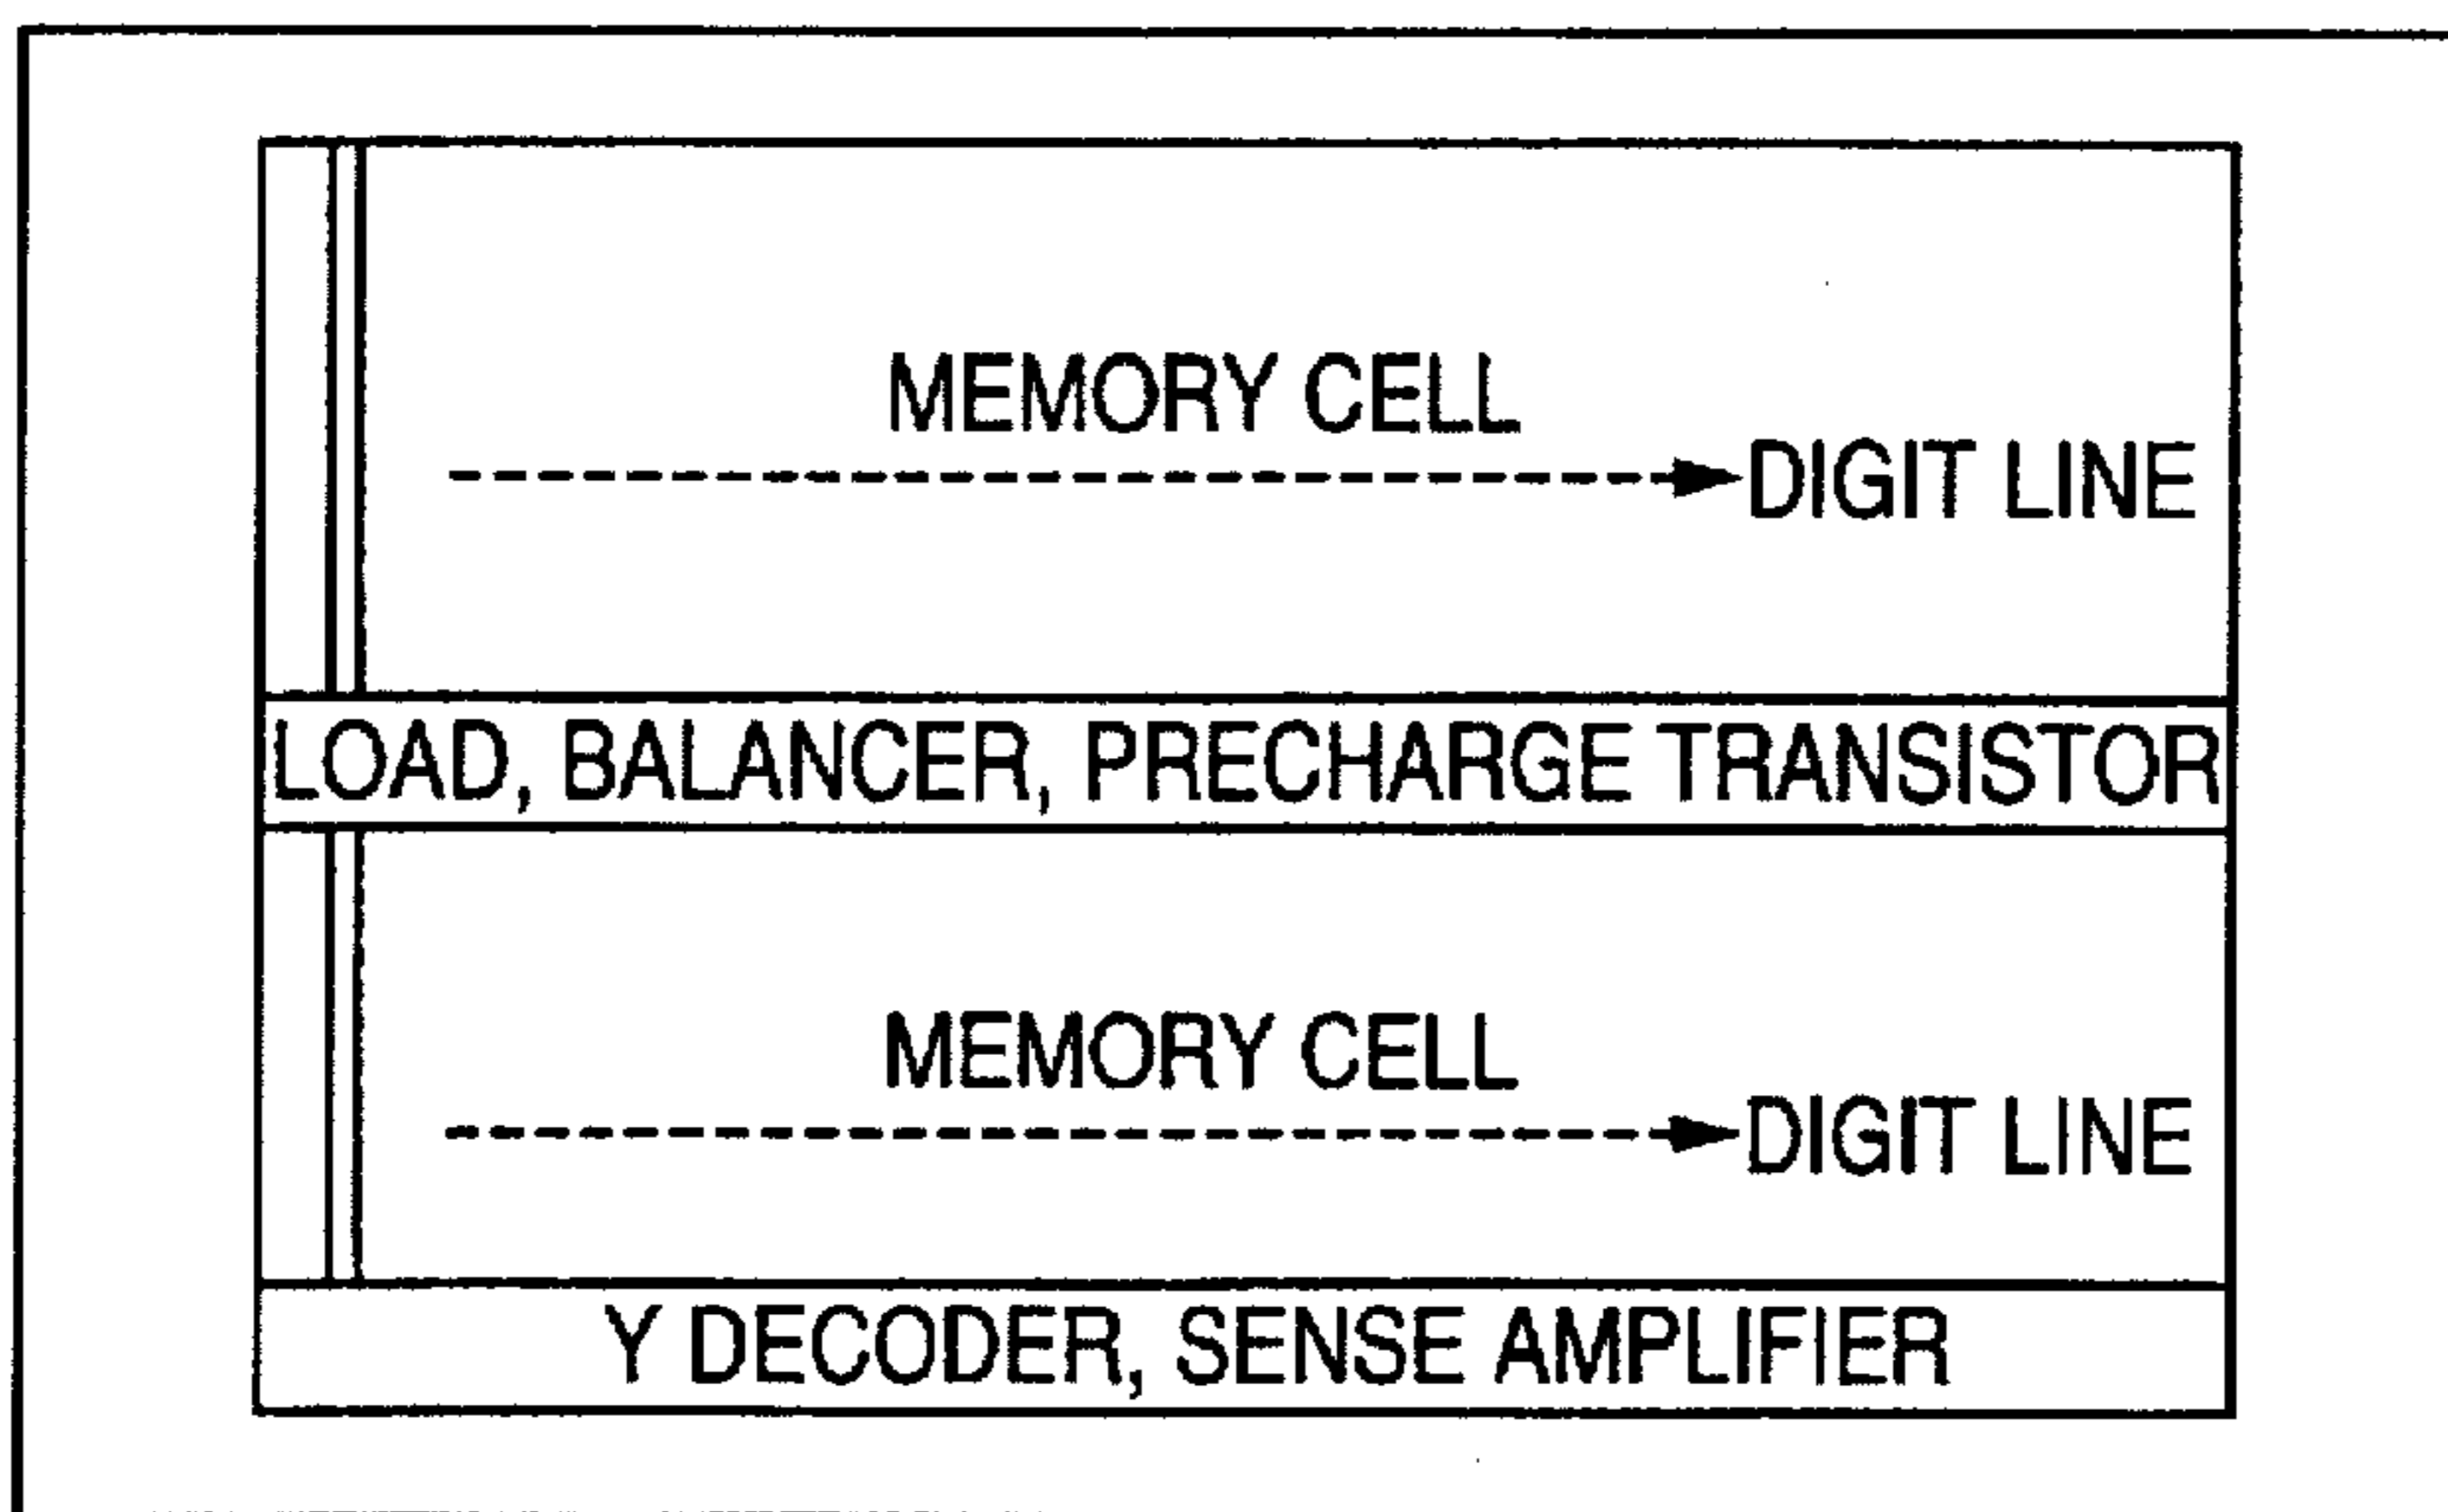 MEMORY CELL
DIGIT LINE
LOAD, BALANCER, PRECHARGE TRANSISTOR
MEMORY CELL
DIGIT LINE
Y DECODER, SENSE AMPLIFIER